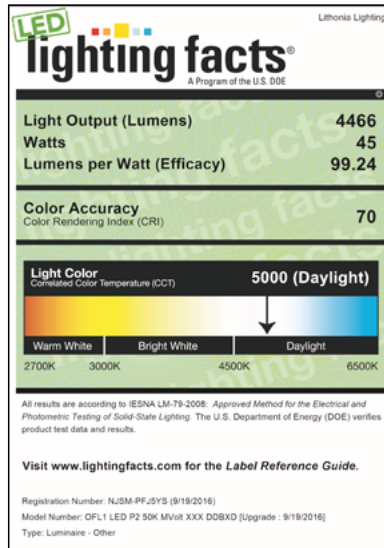 Lithonia Lighting
LED
lighting facts®
A Program of the U.S. DOE
Light Output (Lumens) 4466
Watts 45
Lumens per Watt (Efficacy) 99.24
Color Accuracy
Color Rendering Index (CRI) 70
Light Color
Correlated Color Temperature (CCT) 5000 (Daylight)
Warm White Bright White Daylight
2700K 3000K 4500K 6500K
All results are according to IESNA LM-79-2008: Approved Method for the Electrical and
Photometric Testing of Solid-State Lighting. The U.S. Department of Energy (DOE) verifies
product test data and results.
Visit www.lightingfacts.com for the Label Reference Guide.
Registration Number: NJSM-PFJ5YS (9/19/2016)
Model Number: OFL1 LED P2 50K MVolt XXX DDBXD [Upgrade : 9/19/2016]
Type: Luminaire - Other